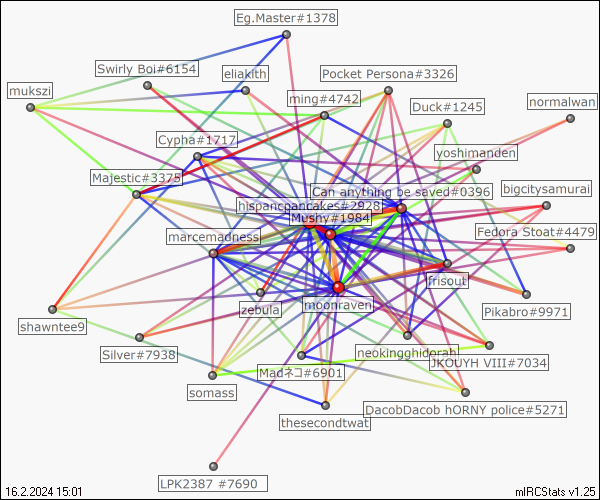 Eg.Master#1378
Swirly Boi#6154
eliakith
Pocket Persona#3326
mukszi
ming#4742
Duck#1245
normalwan
Cypha#1717
yoshimanden
Majestic#3375
Can anything be saved#0396
bigcitysamurai
hispanicpancakes#2928
Mushy#1984
marcemadness
Fedora Stoat#4479
frisout
zebula
moonraven
Pikabro#9971
shawntee9
Silver#7938
neokingghidorah
JKOUYH VIII#7034
Madネコ#6901
somass
DacobDacob hORNY police#5271
thesecondtwat
LPK2387 #7690
16.2.2024 15:01
mIRCStats v1.25